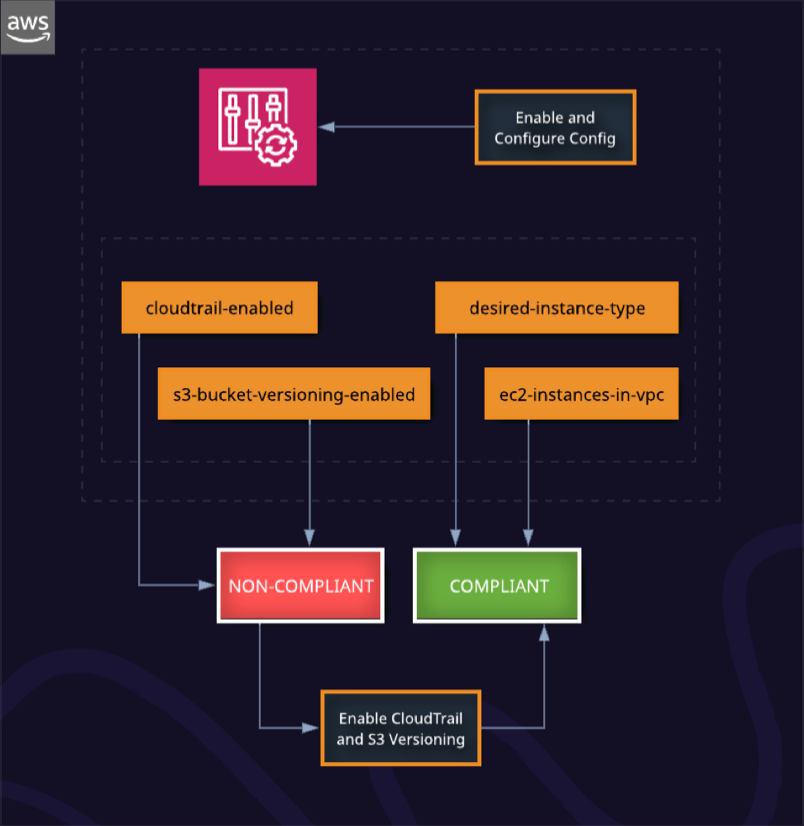 aws
Enable and
Configure Config
cloudtrail-enabled
desired-instance-type
s3-bucket-versioning-enabled
ec2-instances-in-vpc
NON-COMPLIANT
COMPLIANT
Enable CloudTrail
and S3 Versioning